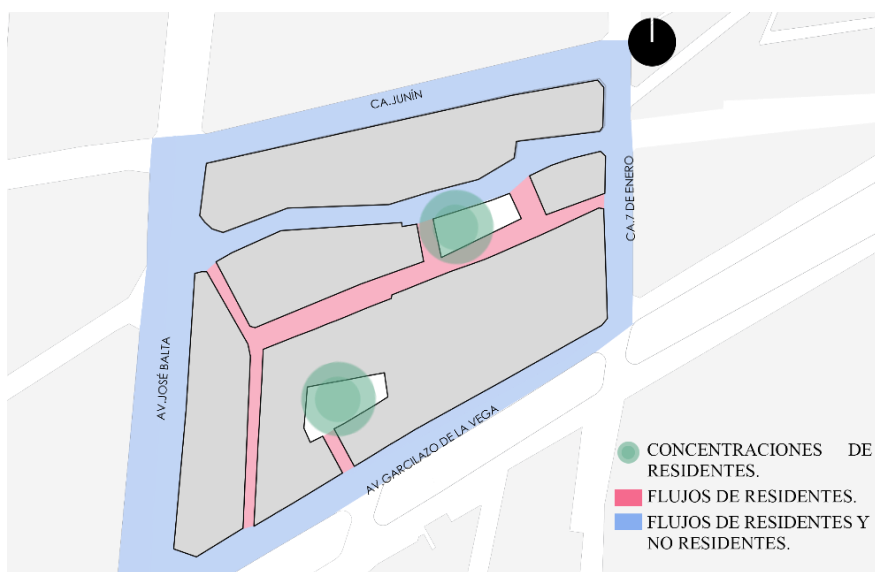 CA.JUNÍN
CA.7 DE ENERO
AV.JOSÉ BALTA
AV.GARCILAZO DE LA VEGA
CONCENTRACIONES DE
RESIDENTES.
FLUJOS DE RESIDENTES.
FLUJOS DE RESIDENTES Y
NO RESIDENTES.